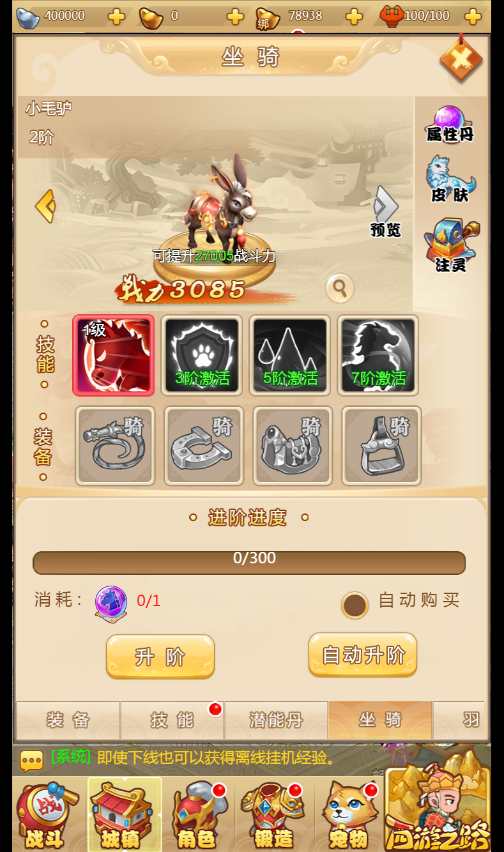 400000 0 绑 78938 100/100
坐骑
小毛驴
2阶
属性丹
皮肤
预览
注灵
可提升27005战斗力
战力3085
技能
1级 3阶激活 5阶激活 7阶激活
装备
骑 骑 骑 骑
进阶进度
0/300
消耗： 0/1 自动购买
升阶 自动升阶
装备 技能 潜能丹 坐骑 羽
[系统] 即使下线也可以获得离线挂机经验。
战斗 城镇 角色 锻造 宠物 西游之路